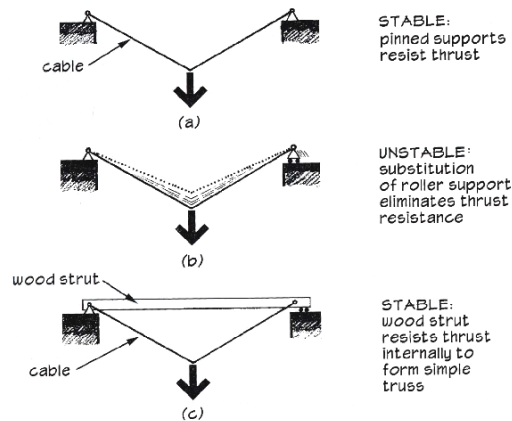 STABLE:
pinned supports
resist thrust
cable
(a)
UNSTABLE:
substitution
of roller support
eliminates thrust
resistance
(b)
wood strut
STABLE:
wood strut
resists thrust
internally to
form simple
truss
cable
(c)